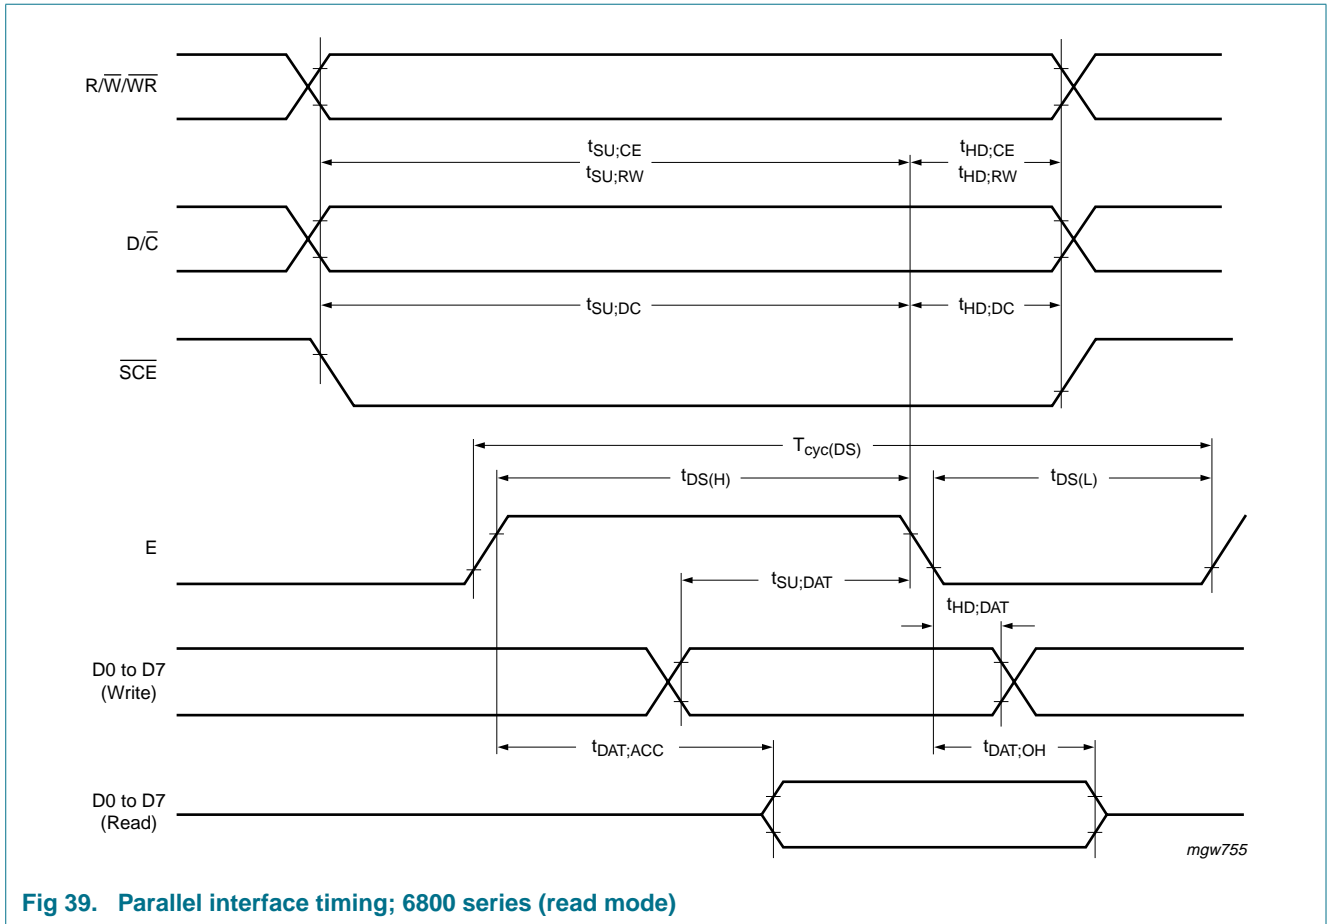 R/W̅/W̅R̅
tSU;CE
tHD;CE
tSU;RW
tHD;RW
D/C̅
tSU;DC
tHD;DC
S̅C̅E̅
Tcyc(DS)
tDS(H)
tDS(L)
E
tSU;DAT
tHD;DAT
D0 to D7
(Write)
tDAT;ACC
tDAT;OH
D0 to D7
(Read)
mgw755
Fig 39. Parallel interface timing; 6800 series (read mode)